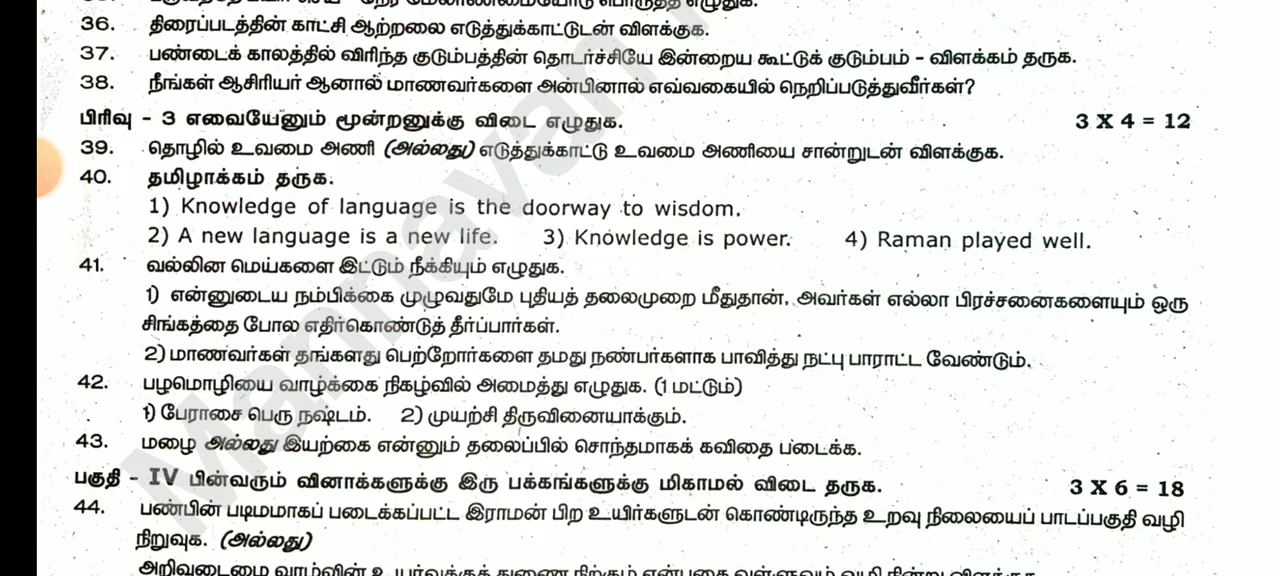 36. திரைப்படத்தின் காட்சி ஆற்றலை எடுத்துக்காட்டுடன் விளக்குக.
37. பண்டைக் காலத்தில் விரிந்த குடும்பத்தின் தொடர்ச்சியே இன்றைய கூட்டுக் குடும்பம் - விளக்கம் தருக.
38. நீங்கள் ஆசிரியர் ஆனால் மாணவர்களை அன்பினால் எவ்வகையில் நெறிப்படுத்துவீர்கள்?
பிரிவு - 3 எவையேனும் மூன்றனுக்கு விடை எழுதுக. 3 X 4 = 12
39. தொழில் உவமை அணி (அல்லது) எடுத்துக்காட்டு உவமை அணியை சான்றுடன் விளக்குக.
40. தமிழாக்கம் தருக.
1) Knowledge of language is the doorway to wisdom.
2) A new language is a new life. 3) Knowledge is power. 4) Raman played well.
41. வல்லின மெய்களை இட்டும் நீக்கியும் எழுதுக.
1) என்னுடைய நம்பிக்கை முழுவதுமே புதியத் தலைமுறை மீதுதான், அவர்கள் எல்லா பிரச்சனைகளையும் ஒரு
சிங்கத்தை போல எதிர்கொண்டுத் தீர்ப்பார்கள்.
2) மாணவர்கள் தங்களது பெற்றோர்களை தமது நண்பர்களாக பாவித்து நட்பு பாராட்ட வேண்டும்.
42. பழமொழியை வாழ்க்கை நிகழ்வில் அமைத்து எழுதுக. (1 மட்டும்)
1) பேராசை பெரு நஷ்டம். 2) முயற்சி திருவினையாக்கும்.
43. மழை அல்லது இயற்கை என்னும் தலைப்பில் சொந்தமாகக் கவிதை படைக்க.
பகுதி - IV பின்வரும் வினாக்களுக்கு இரு பக்கங்களுக்கு மிகாமல் விடை தருக. 3 X 6 = 18
44. பண்பின் படிமமாகப் படைக்கப்பட்ட இராமன் பிற உயிர்களுடன் கொண்டிருந்த உறவு நிலையைப் பாடப்பகுதி வழி
நிறுவுக. (அல்லது)
Mannavan